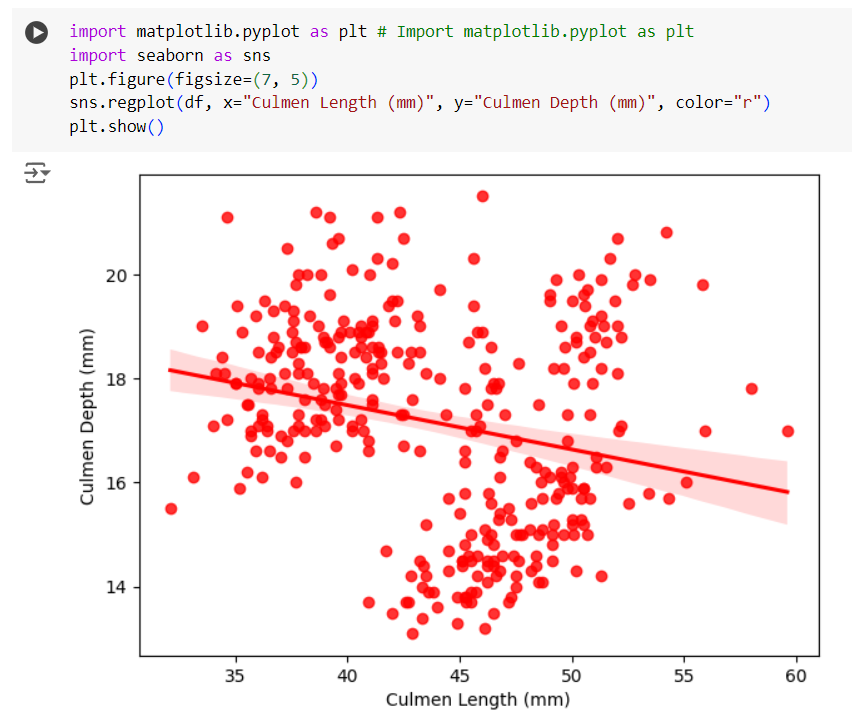 import matplotlib.pyplot as plt # Import matplotlib.pyplot as plt
import seaborn as sns
plt.figure(figsize=(7, 5))
sns.regplot(df, x="Culmen Length (mm)", y="Culmen Depth (mm)", color="r")
plt.show()
20
18
16
14
Culmen Depth (mm)
35 40 45 50 55 60
Culmen Length (mm)